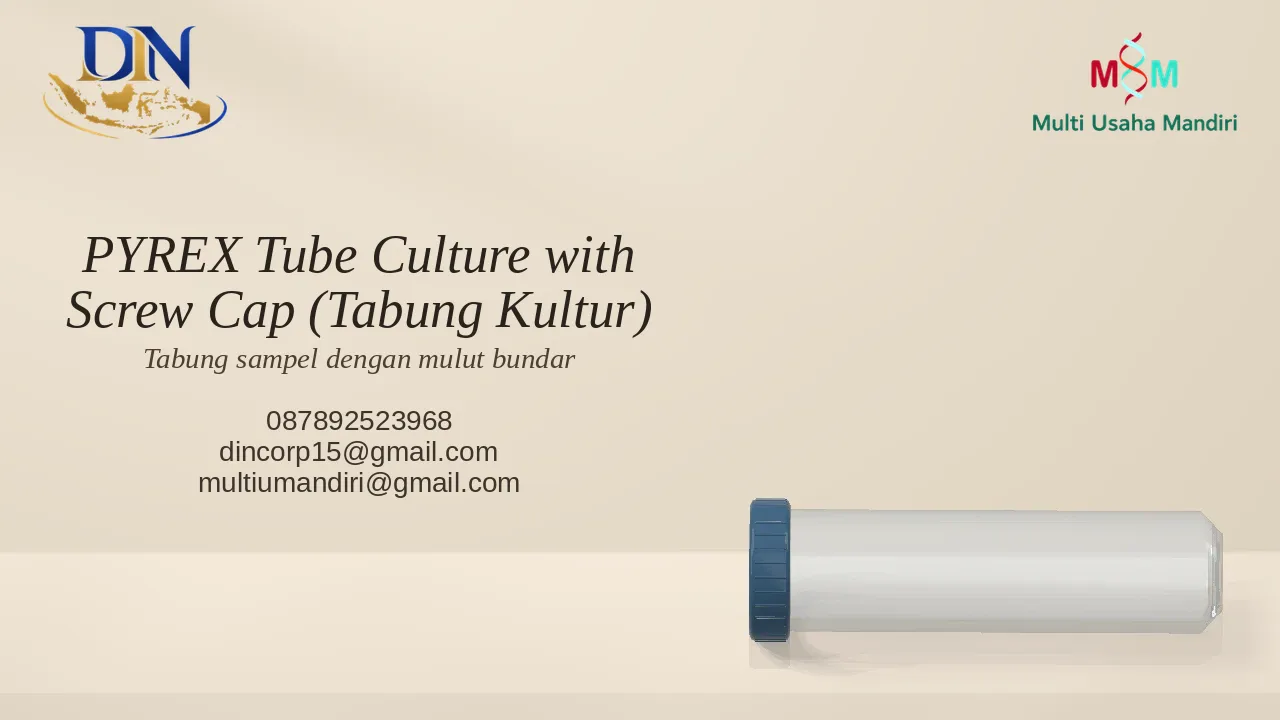 DIN
MSM
Multi Usaha Mandiri
PYREX Tube Culture with
Screw Cap (Tabung Kultur)
Tabung sampel dengan mulut bundar
087892523968
dincorp15@gmail.com
multiumandiri@gmail.com